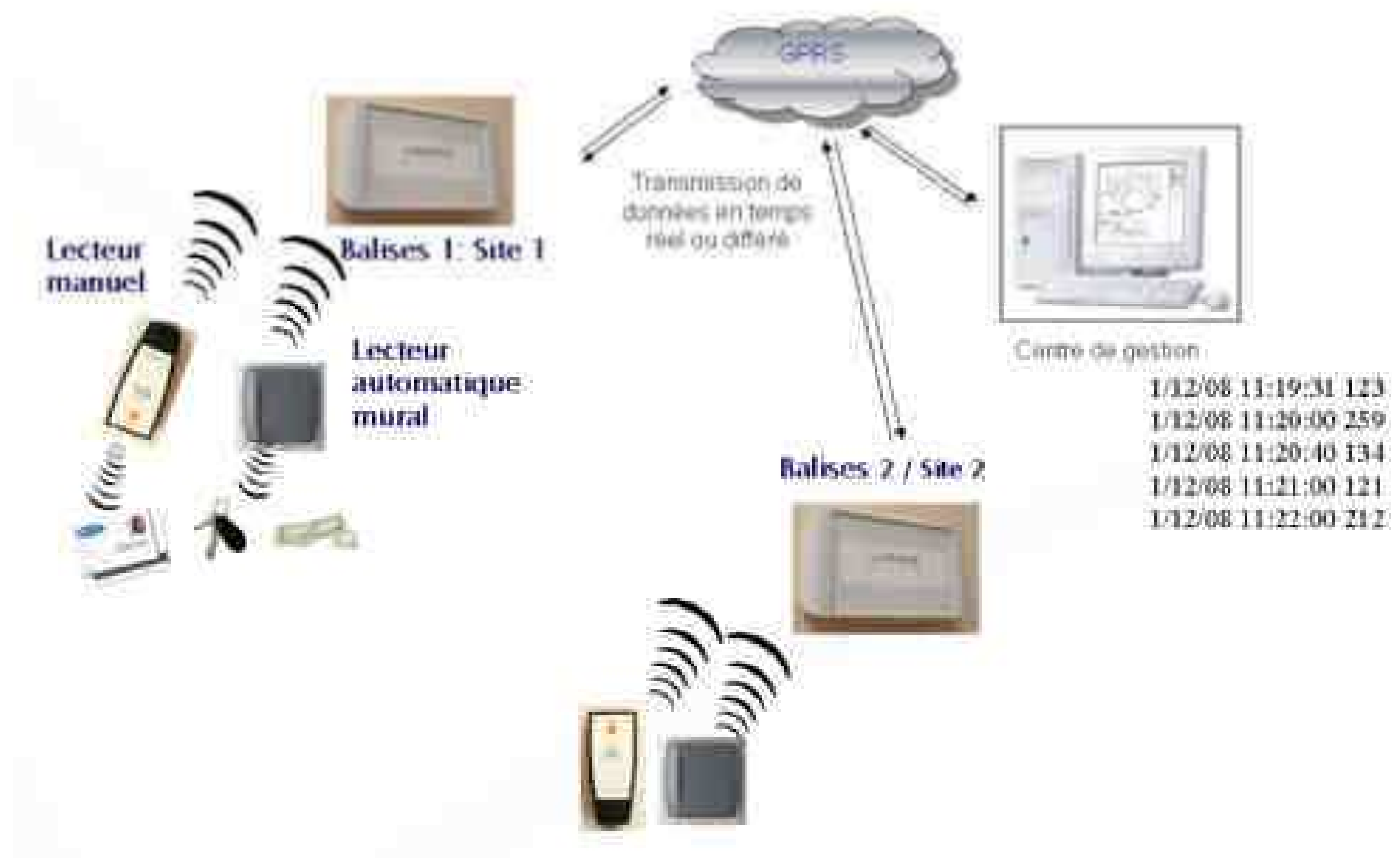 GPRS
Transmission de
données en temps
réel ou différé
Lecteur
manuel
Balises 1: Site 1
Lecteur
automatique
mural
Centre de gestion
1/12/08 11:19:31 123
1/12/08 11:20:00 259
1/12/08 11:20:40 134
1/12/08 11:21:00 121
1/12/08 11:22:00 212
Balises 2 / Site 2